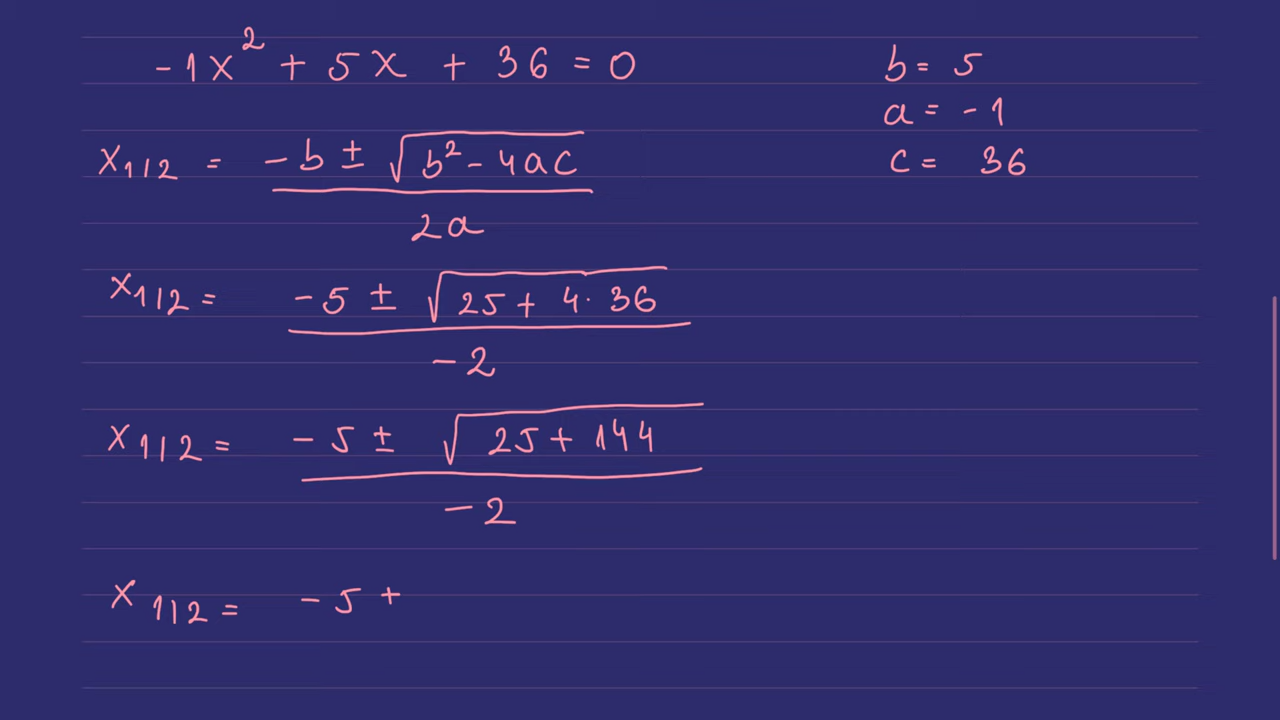 -1x² + 5x + 36 = 0
b = 5
a = -1
c = 36
x₁|₂ = -b ± √b² - 4ac
2a
x₁|₂ = -5 ± √25 + 4·36
-2
x₁|₂ = -5 ± √25 + 144
-2
x₁|₂ = -5 +